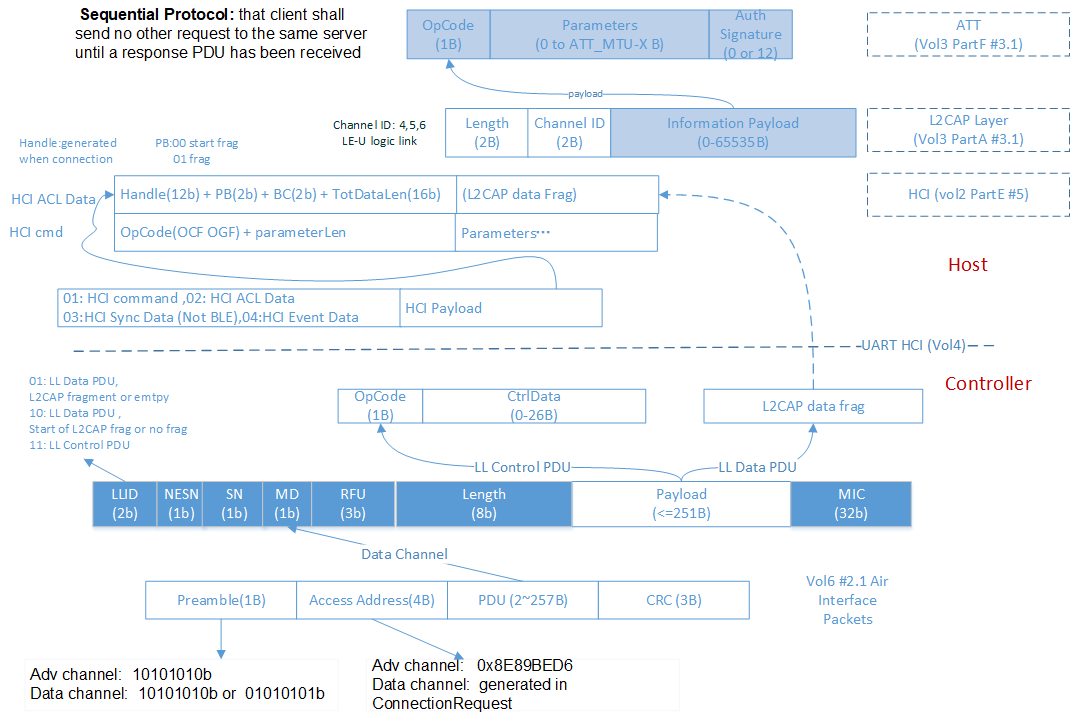 Sequential Protocol: that client shall
send no other request to the same server
until a response PDU has been received
OpCode
(1B)
Parameters
(0 to ATT_MTU-X B)
Auth
Signature
(0 or 12)
ATT
(Vol3 PartF #3.1)
payload
Channel ID: 4,5,6
LE-U logic link
Length
(2B)
Channel ID
(2B)
Information Payload
(0-65535B)
L2CAP Layer
(Vol3 PartA #3.1)
Handle:generated
when connection
PB:00 start frag
01 frag
HCI ACL Data
Handle(12b) + PB(2b) + BC(2b) + TotDataLen(16b)
(L2CAP data Frag)
HCI (vol2 PartE #5)
HCI cmd
OpCode(OCF OGF) + parameterLen
Parameters···
Host
01: HCI command ,02: HCI ACL Data
03:HCI Sync Data (Not BLE),04:HCI Event Data
HCI Payload
UART HCI (Vol4)
Controller
01: LL Data PDU,
L2CAP fragment or emtpy
10: LL Data PDU ,
Start of L2CAP frag or no frag
11: LL Control PDU
OpCode
(1B)
CtrlData
(0-26B)
L2CAP data frag
LL Control PDU
LL Data PDU
LLID
(2b)
NESN
(1b)
SN
(1b)
MD
(1b)
RFU
(3b)
Length
(8b)
Payload
(<=251B)
MIC
(32b)
Data Channel
Preamble(1B)
Access Address(4B)
PDU (2~257B)
CRC (3B)
Vol6 #2.1 Air
Interface
Packets
Adv channel: 10101010b
Data channel: 10101010b or 01010101b
Adv channel: 0x8E89BED6
Data channel: generated in
ConnectionRequest